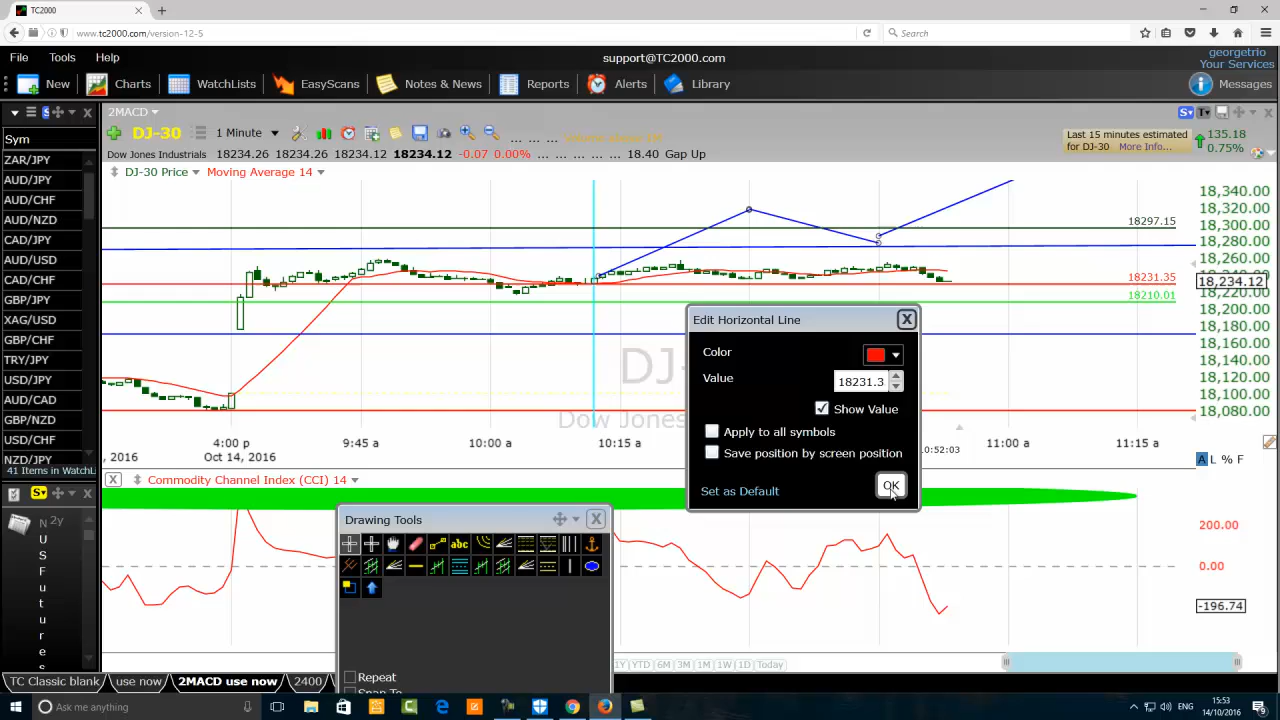 TC2000
www.tc2000.com/version-12-5
Search
File Tools Help
support@TC2000.com
georgetrio
Your Services
New Charts WatchLists EasyScans Notes & News Reports Alerts Library Messages
2MACD
Sym
DJ-30 1 Minute
Last 15 minutes estimated
for DJ-30 More Info...
135.18
0.75%
Dow Jones Industrials 18234.26 18234.26 18234.12 18234.12 -0.07 0.00% ... ... ... 18.40 Gap Up
DJ-30 Price Moving Average 14
ZAR/JPY
AUD/JPY
AUD/CHF
AUD/NZD
CAD/JPY
AUD/USD
CAD/CHF
GBP/JPY
XAG/USD
GBP/CHF
TRY/JPY
USD/JPY
AUD/CAD
GBP/NZD
USD/CHF
NZD/JPY
41 Items in WatchLi
18,340.00
18,320.00
18297.15
18,300.00
18,280.00
18,260.00
18231.35
18,234.12
18,220.00
18210.01
18,200.00
18,180.00
18,160.00
18,140.00
18,120.00
18,100.00
18,080.00
Dow Jones
Edit Horizontal Line
Color
Value 18231.3
Show Value
Apply to all symbols
Save position by screen position
Set as Default OK
4:00 p 9:45 a 10:00 a 10:15 a 10:52:03 11:00 a 11:15 a
, 2016 Oct 14, 2016
A L % F
Commodity Channel Index (CCI) 14
200.00
0.00
-196.74
N 2y
U
S
F
u
t
u
r
e
s
Drawing Tools
abc
Repeat
Snap To
1Y YTD 6M 3M 1M 1W 1D Today
TC Classic blank use now 2MACD use now 2400
Ask me anything
ENG
15:53
14/10/2016